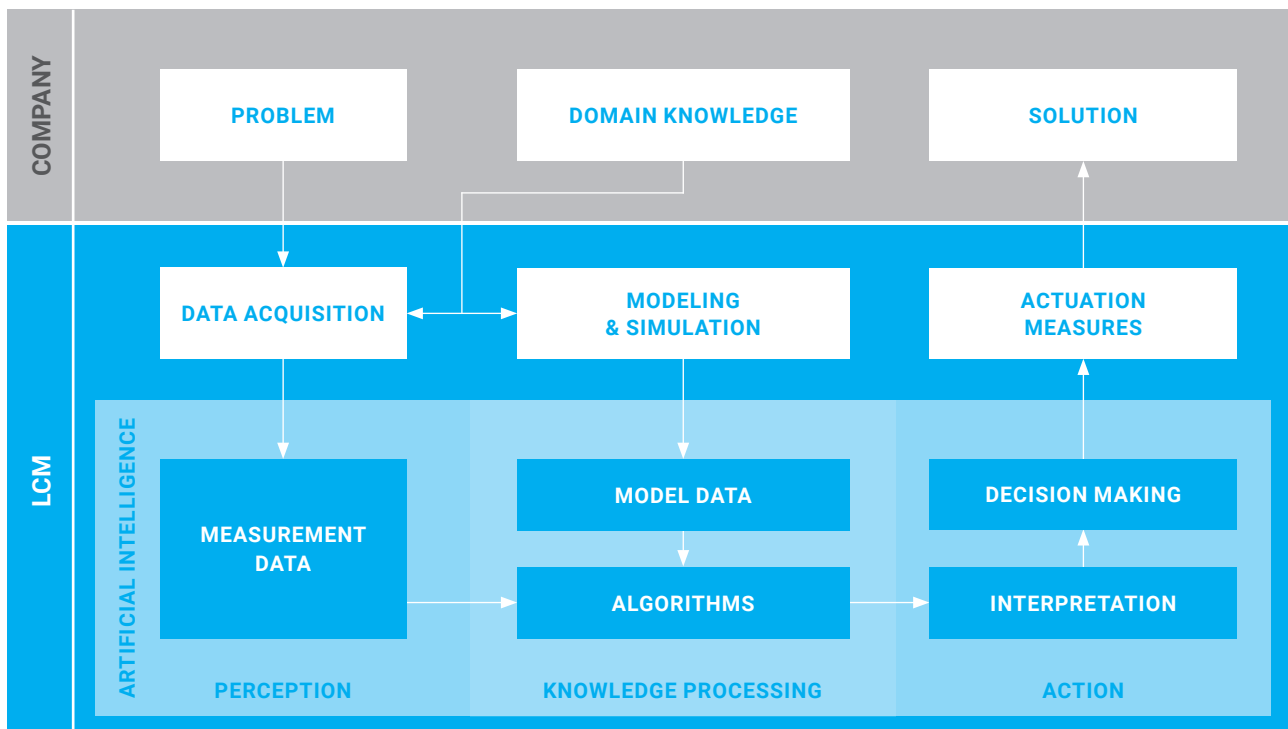 COMPANY
PROBLEM
DOMAIN KNOWLEDGE
SOLUTION
LCM
DATA ACQUISITION
MODELING
& SIMULATION
ACTUATION
MEASURES
ARTIFICIAL INTELLIGENCE
MEASUREMENT
DATA
MODEL DATA
DECISION MAKING
ALGORITHMS
INTERPRETATION
PERCEPTION
KNOWLEDGE PROCESSING
ACTION